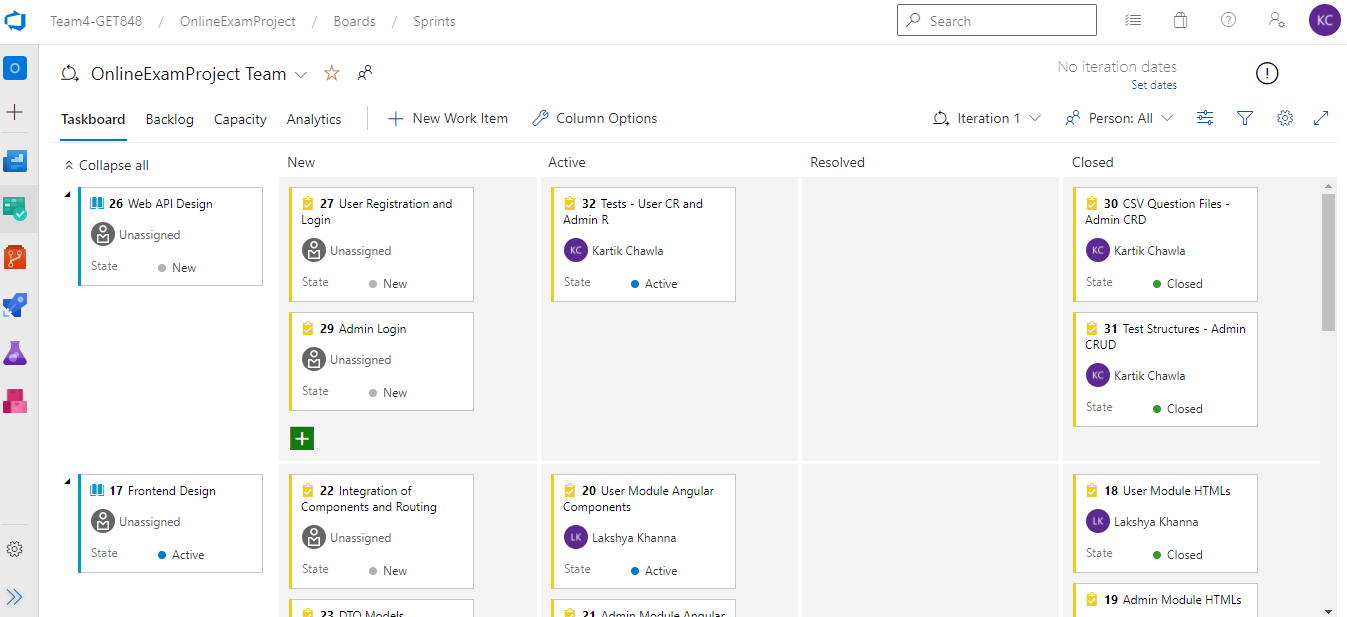 Team4-GET848 / OnlineExamProject / Boards / Sprints
Search
KC
O
OnlineExamProject Team
No iteration dates
Set dates
Taskboard Backlog Capacity Analytics New Work Item Column Options
Iteration 1 Person: All
Collapse all
New
Active
Resolved
Closed
26 Web API Design
Unassigned
State New
27 User Registration and
Login
Unassigned
State New
29 Admin Login
Unassigned
State New
32 Tests - User CR and
Admin R
KC Kartik Chawla
State Active
30 CSV Question Files -
Admin CRD
KC Kartik Chawla
State Closed
31 Test Structures - Admin
CRUD
KC Kartik Chawla
State Closed
17 Frontend Design
Unassigned
State Active
22 Integration of
Components and Routing
Unassigned
State New
23 DTO Models
20 User Module Angular
Components
LK Lakshya Khanna
State Active
21 Admin Module Angular
18 User Module HTMLs
LK Lakshya Khanna
State Closed
19 Admin Module HTMLs